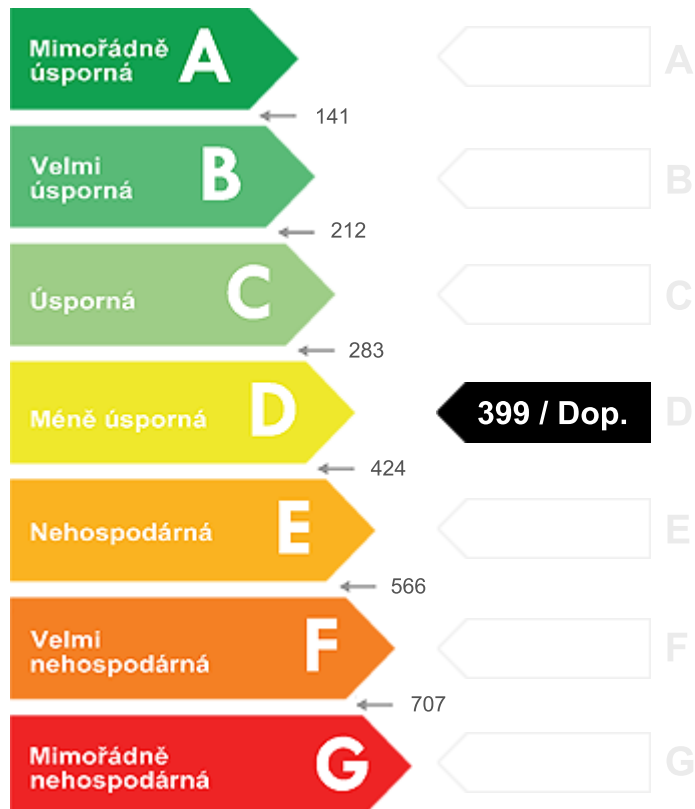 Mimořádně
úsporná
A
A
141
Velmi
úsporná
B
B
212
Úsporná
C
C
283
Méně úsporná
D
399 / Dop.
D
424
Nehospodárná
E
E
566
Velmi
nehospodárná
F
F
707
Mimořádně
nehospodárná
G
G